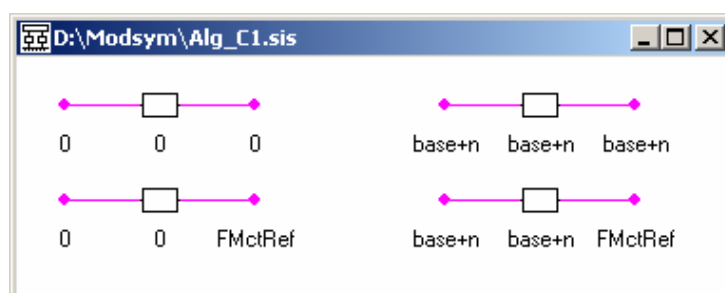 D:\Modsym\Alg_C1.sis
0 0 0 base+n base+n base+n
0 0 FMctRef base+n base+n FMctRef